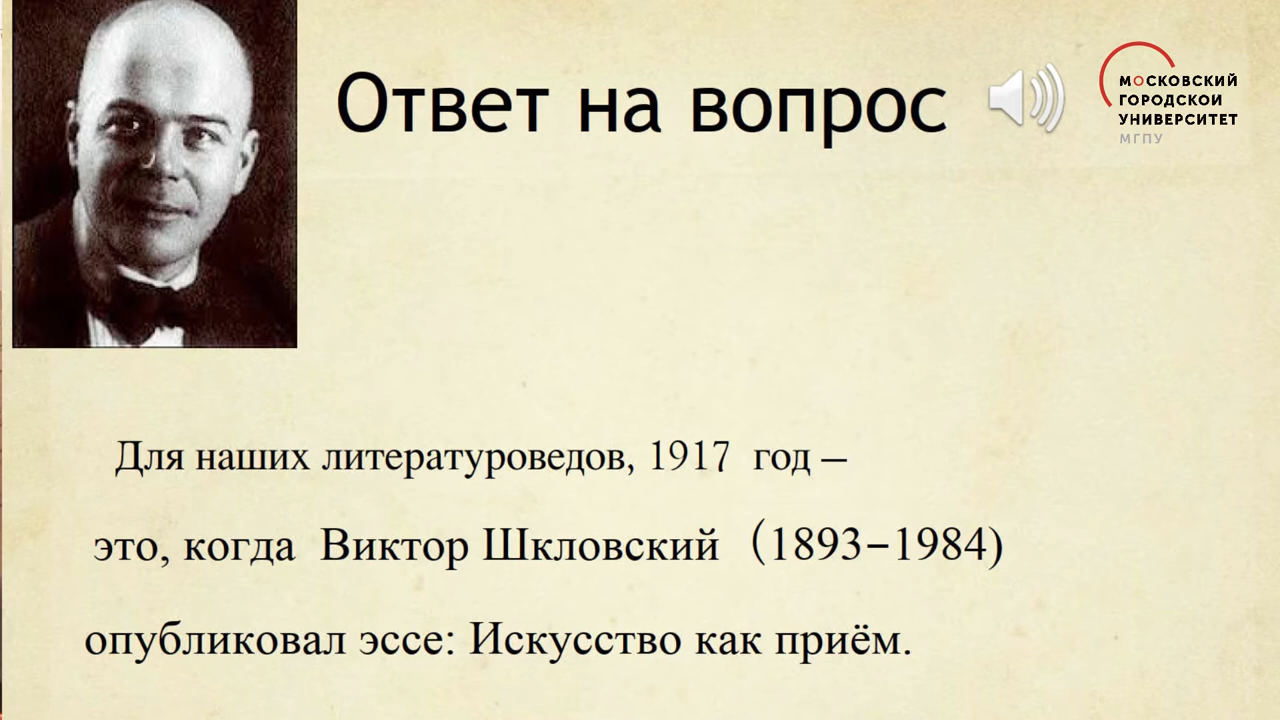 Ответ на вопрос
МОСКОВСКИЙ
ГОРОДСКОЙ
УНИВЕРСИТЕТ
МГПУ
Для наших литературоведов, 1917 год –
это, когда Виктор Шкловский (1893–1984)
опубликовал эссе: Искусство как приём.